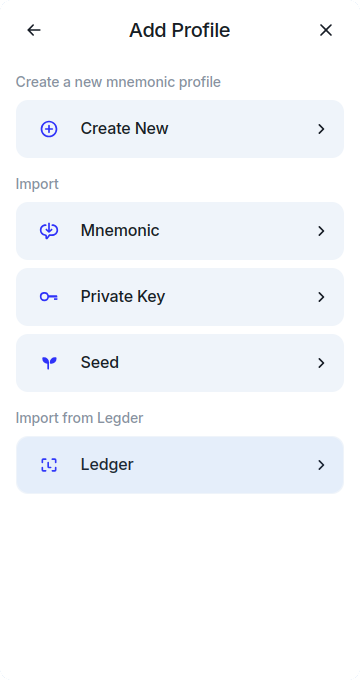 Add Profile
Create a new mnemonic profile
Create New
Import
Mnemonic
Private Key
Seed
Import from Legder
Ledger